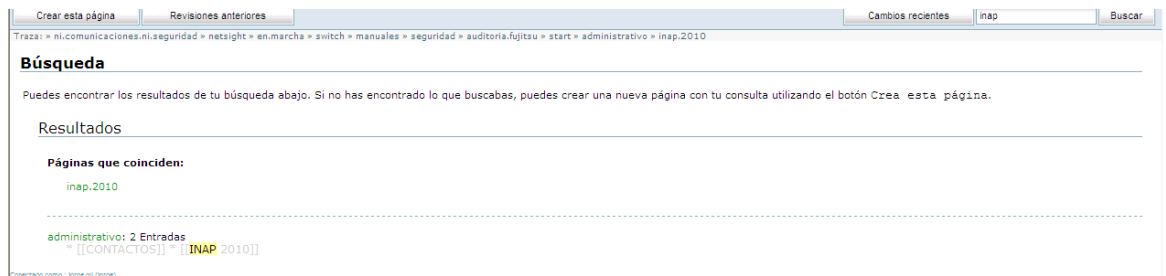 Crear esta página Revisiones anteriores Cambios recientes inap Buscar
Traza: » ni.comunicaciones.ni.seguridad » netsight » en.marcha » switch » manuales » seguridad » auditoria.fujitsu » start » administrativo » inap.2010
Búsqueda
Puedes encontrar los resultados de tu búsqueda abajo. Si no has encontrado lo que buscabas, puedes crear una nueva página con tu consulta utilizando el botón Crea esta página.
Resultados
Páginas que coinciden:
inap.2010
administrativo: 2 Entradas
* [[CONTACTOS]] * [[INAP 2010]]
Conectado como :